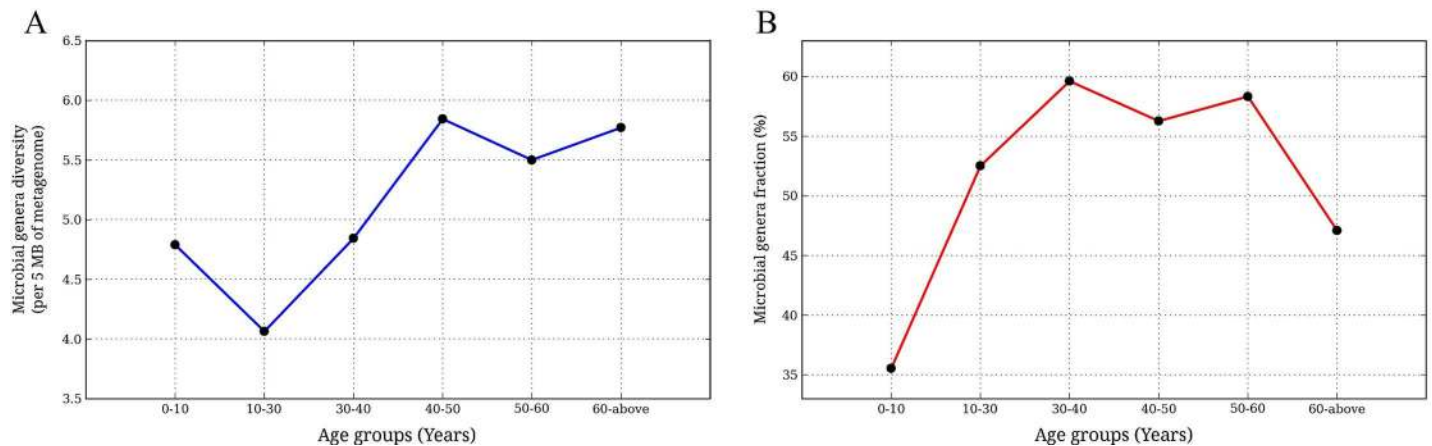 A
Microbial genera diversity
(per 5 MB of metagenome)
6.5
6.0
5.5
5.0
4.5
4.0
3.5
0-10 10-30 30-40 40-50 50-60 60-above
Age groups (Years)
B
Microbial genera fraction (%)
60
55
50
45
40
35
0-10 10-30 30-40 40-50 50-60 60-above
Age groups (Years)